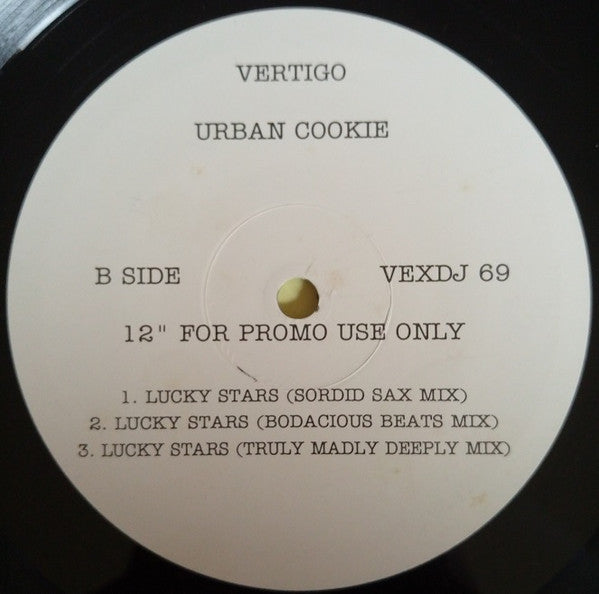 VERTIGO
URBAN COOKIE
B SIDE VEXDJ 69
12" FOR PROMO USE ONLY
1. LUCKY STARS (SORDID SAX MIX)
2. LUCKY STARS (BODACIOUS BEATS MIX)
3. LUCKY STARS (TRULY MADLY DEEPLY MIX)